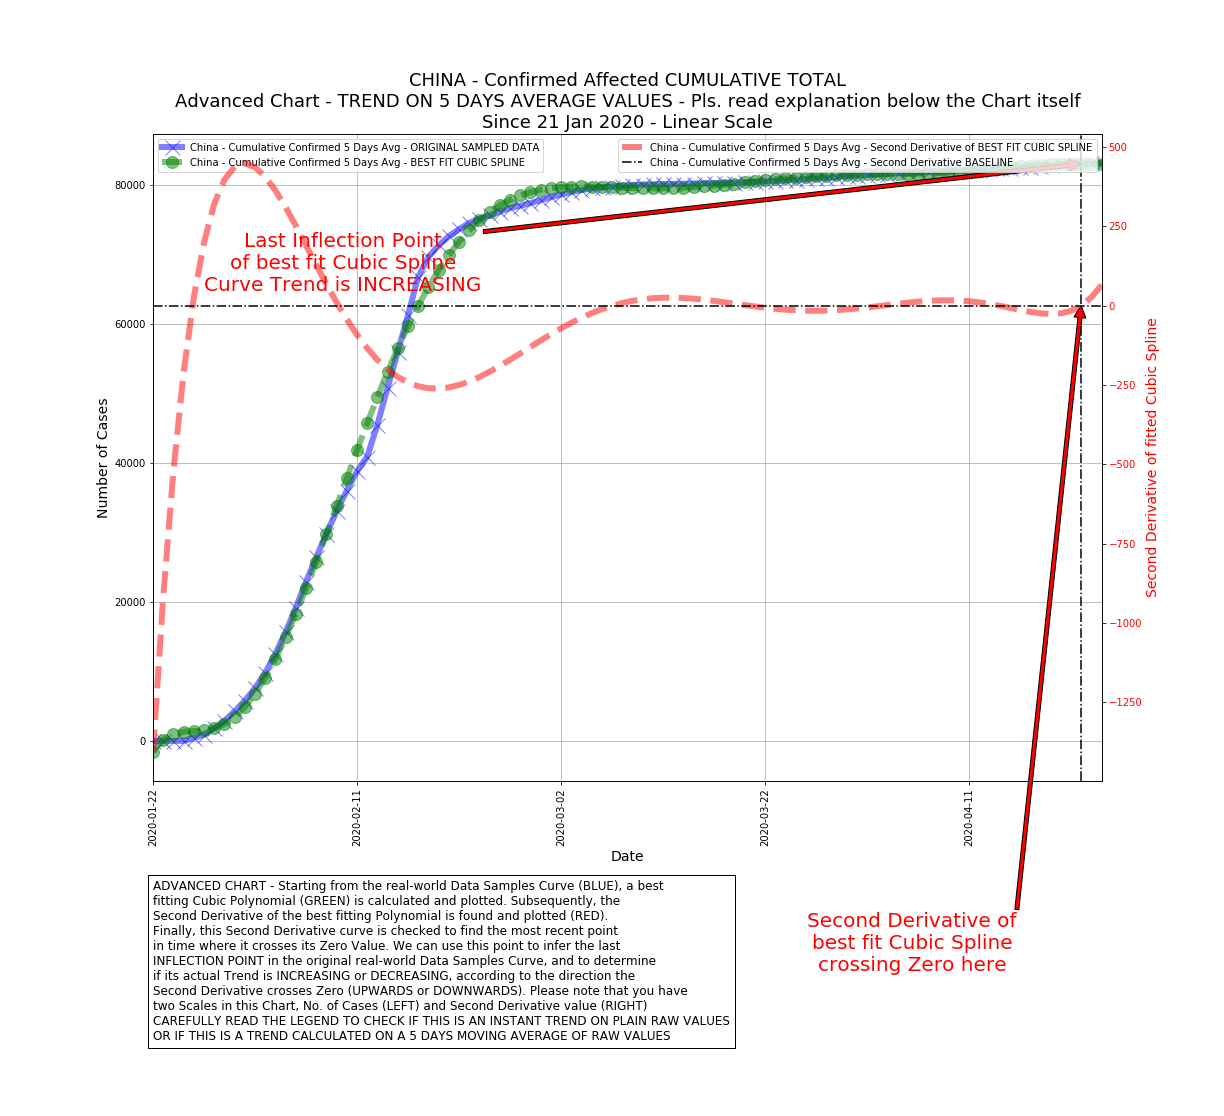 CHINA - Confirmed Affected CUMULATIVE TOTAL
Advanced Chart - TREND ON 5 DAYS AVERAGE VALUES - Pls. read explanation below the Chart itself
Since 21 Jan 2020 - Linear Scale
China - Cumulative Confirmed 5 Days Avg - ORIGINAL SAMPLED DATA
China - Cumulative Confirmed 5 Days Avg - BEST FIT CUBIC SPLINE
China - Cumulative Confirmed 5 Days Avg - Second Derivative of BEST FIT CUBIC SPLINE
China - Cumulative Confirmed 5 Days Avg - Second Derivative BASELINE
Last Inflection Point
of best fit Cubic Spline
Curve Trend is INCREASING
Number of Cases
80000
60000
40000
20000
0
500
250
0
−250
−500
−750
−1000
−1250
Second Derivative of fitted Cubic Spline
2020-01-22
2020-02-11
2020-03-02
2020-03-22
2020-04-11
Date
Second Derivative of
best fit Cubic Spline
crossing Zero here
ADVANCED CHART - Starting from the real-world Data Samples Curve (BLUE), a best
fitting Cubic Polynomial (GREEN) is calculated and plotted. Subsequently, the
Second Derivative of the best fitting Polynomial is found and plotted (RED).
Finally, this Second Derivative curve is checked to find the most recent point
in time where it crosses its Zero Value. We can use this point to infer the last
INFLECTION POINT in the original real-world Data Samples Curve, and to determine
if its actual Trend is INCREASING or DECREASING, according to the direction the
Second Derivative crosses Zero (UPWARDS or DOWNWARDS). Please note that you have
two Scales in this Chart, No. of Cases (LEFT) and Second Derivative value (RIGHT)
CAREFULLY READ THE LEGEND TO CHECK IF THIS IS AN INSTANT TREND ON PLAIN RAW VALUES
OR IF THIS IS A TREND CALCULATED ON A 5 DAYS MOVING AVERAGE OF RAW VALUES